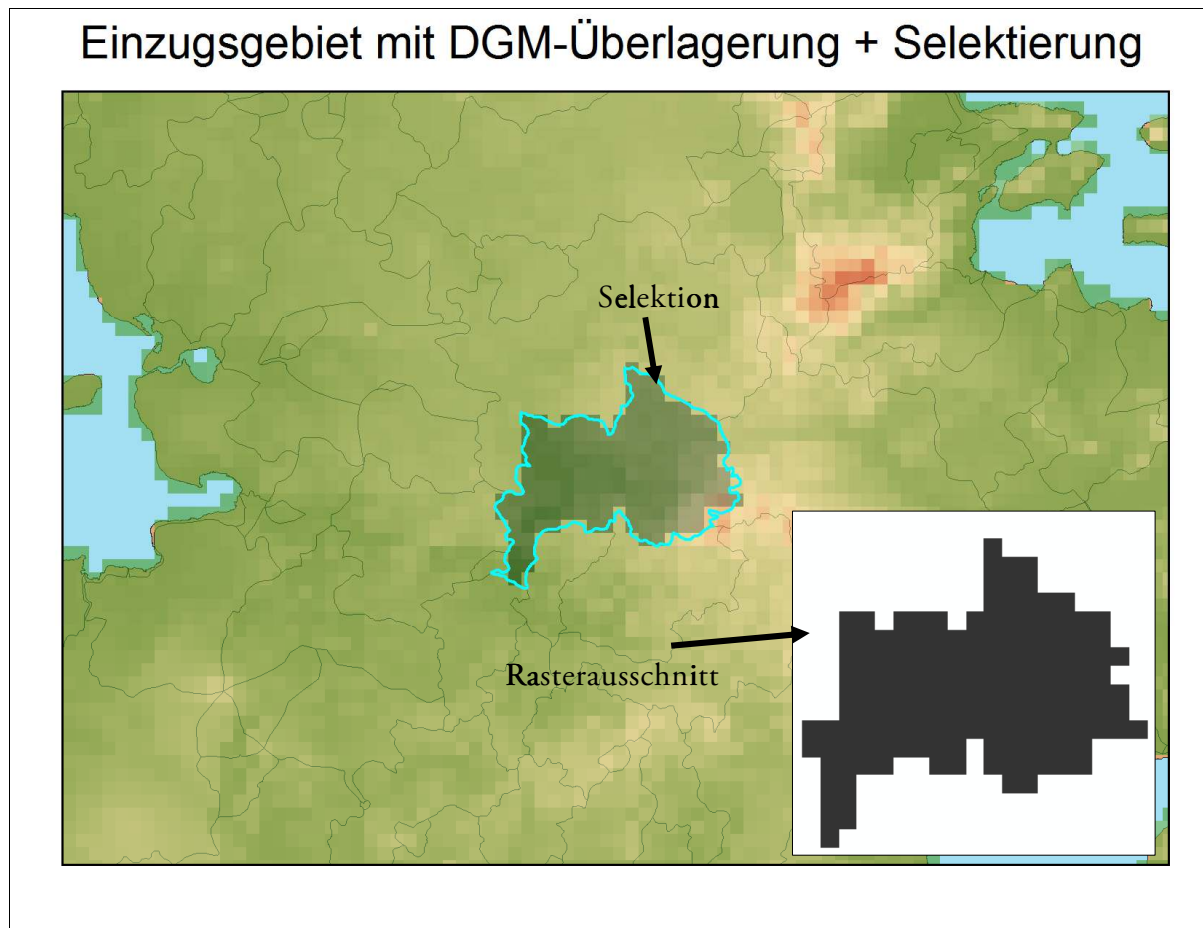 Einzugsgebiet mit DGM-Überlagerung + Selektierung
Selektion
Rasterausschnitt